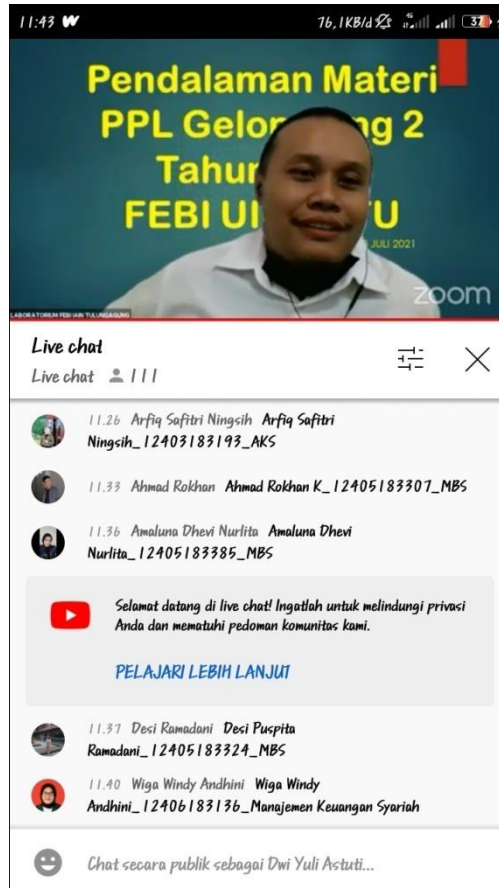 11:43
76,1KB/d
4G
37
Pendalaman Materi
PPL Gelo ng 2
Tahu
FEBI UI TU
JULI 2021
zoom
LABORATORIUM FEBI IAIN TULUNGAGUNG
Live chat
Live chat 111
11.26 Arfiq Safitri Ningsih Arfiq Safitri
Ningsih_12403183193_AKS
11.33 Ahmad Rokhan Ahmad Rokhan K_12405183307_MBS
11.36 Amaluna Dhevi Nurlita Amaluna Dhevi
Nurlita_12405183385_MBS
Selamat datang di live chat! Ingatlah untuk melindungi privasi
Anda dan mematuhi pedoman komunitas kami.
PELAJARI LEBIH LANJUT
11.37 Desi Ramadani Desi Puspita
Ramadani_12405183324_MBS
11.40 Wiga Windy Andhini Wiga Windy
Andhini_12406183136_Manajemen Keuangan Syariah
Chat secara publik sebagai Dwi Yuli Astuti...